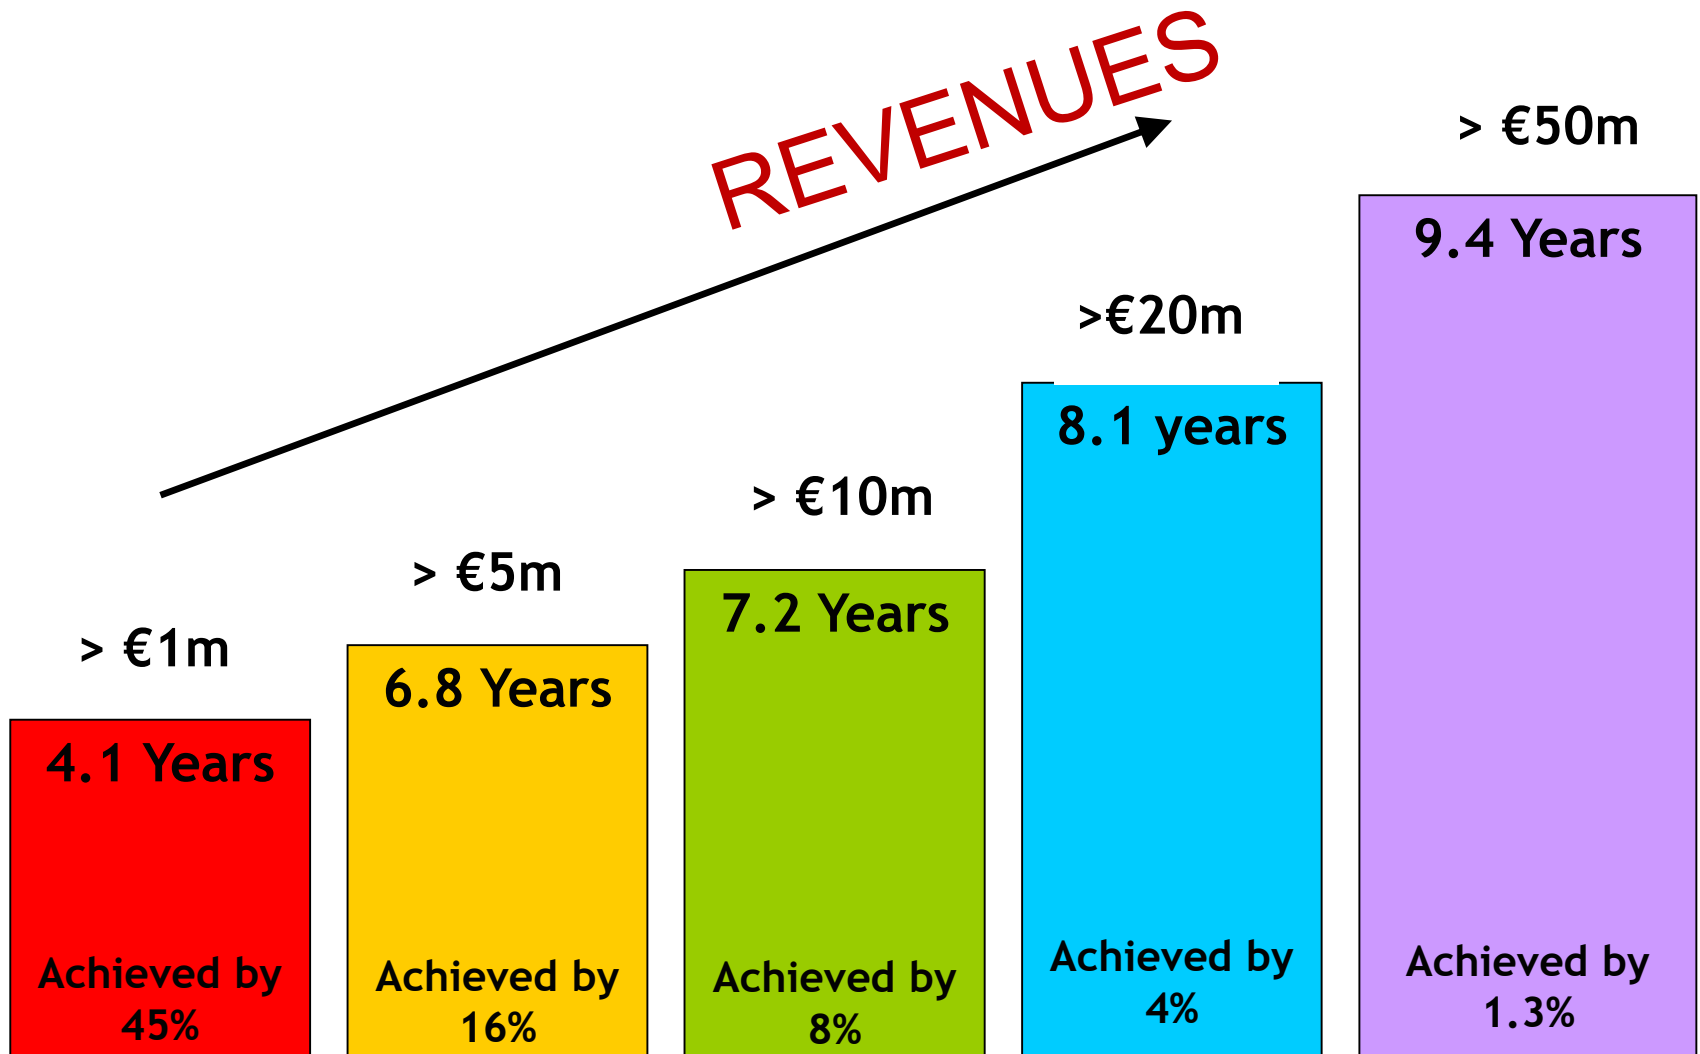 REVENUES
> €1m
4.1 Years
Achieved by
45%
> €5m
6.8 Years
Achieved by
16%
> €10m
7.2 Years
Achieved by
8%
>€20m
8.1 years
Achieved by
4%
> €50m
9.4 Years
Achieved by
1.3%